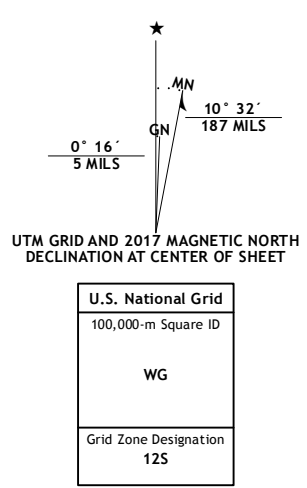 MN
GN
10° 32´
187 MILS
0° 16´
5 MILS
UTM GRID AND 2017 MAGNETIC NORTH
DECLINATION AT CENTER OF SHEET
U.S. National Grid
100,000-m Square ID
WG
Grid Zone Designation
12S